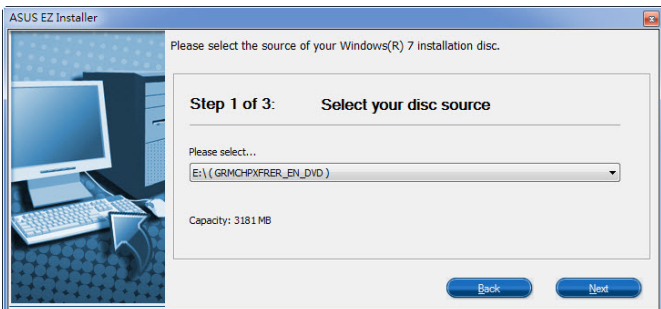 ASUS EZ Installer
Please select the source of your Windows(R) 7 installation disc.
Step 1 of 3: Select your disc source
Please select...
E:\ ( GRMCHPXFRER_EN_DVD )
Capacity: 3181 MB
Back Next